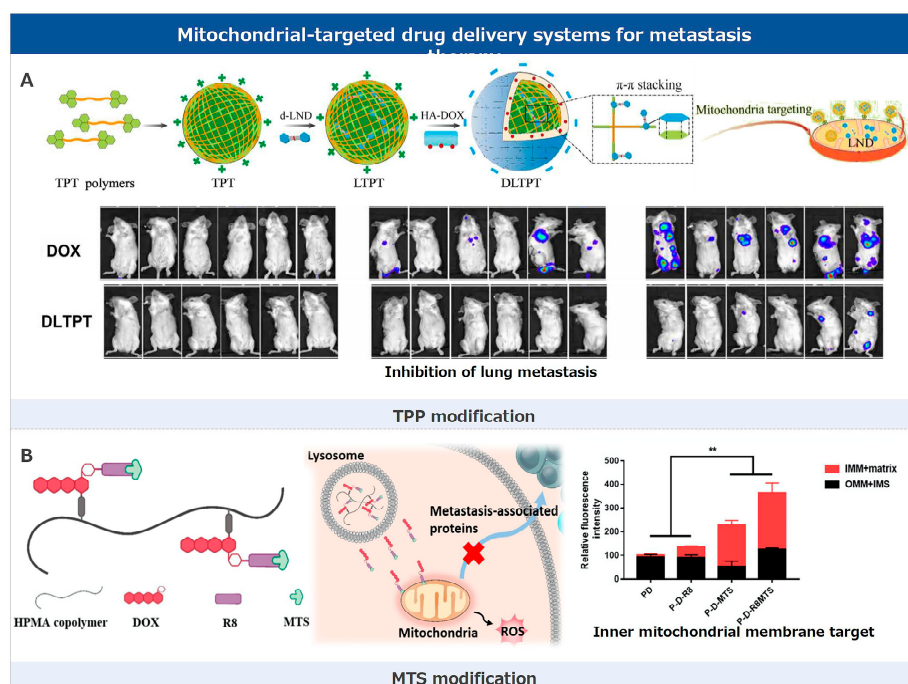 Mitochondrial-targeted drug delivery systems for metastasis
therapy
A
TPT polymers
TPT
d-LND
LTPT
HA-DOX
DLTPT
π-π stacking
Mitochondria targeting
LND
DOX
DLTPT
Inhibition of lung metastasis
TPP modification
B
HPMA copolymer
DOX
R8
MTS
Lysosome
Metastasis-associated
proteins
Mitochondria
ROS
Relative fluorescence
intensity
500
400
300
200
100
0
**
IMM+matrix
OMM+IMS
PD
P-D-R8
P-D-MTS
P-D-R8MTS
Inner mitochondrial membrane target
MTS modification